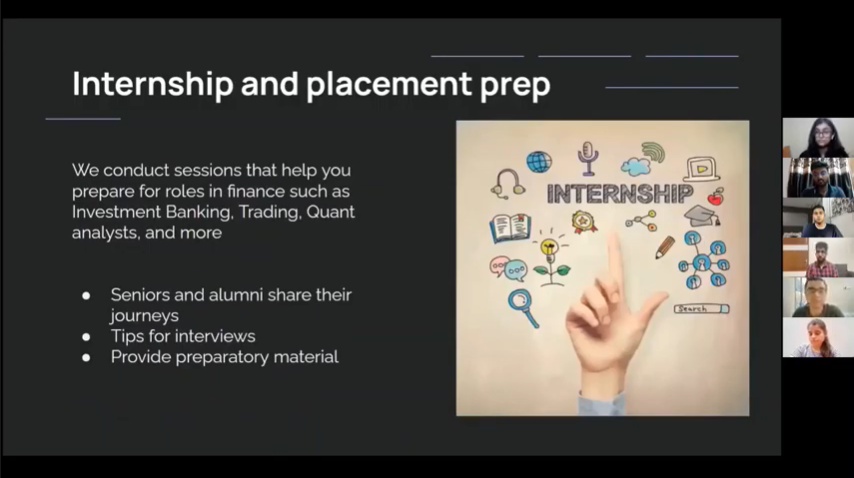 Internship and placement prep
We conduct sessions that help you
prepare for roles in finance such as
Investment Banking, Trading, Quant
analysts, and more
● Seniors and alumni share their
journeys
● Tips for interviews
● Provide preparatory material
INTERNSHIP
Search